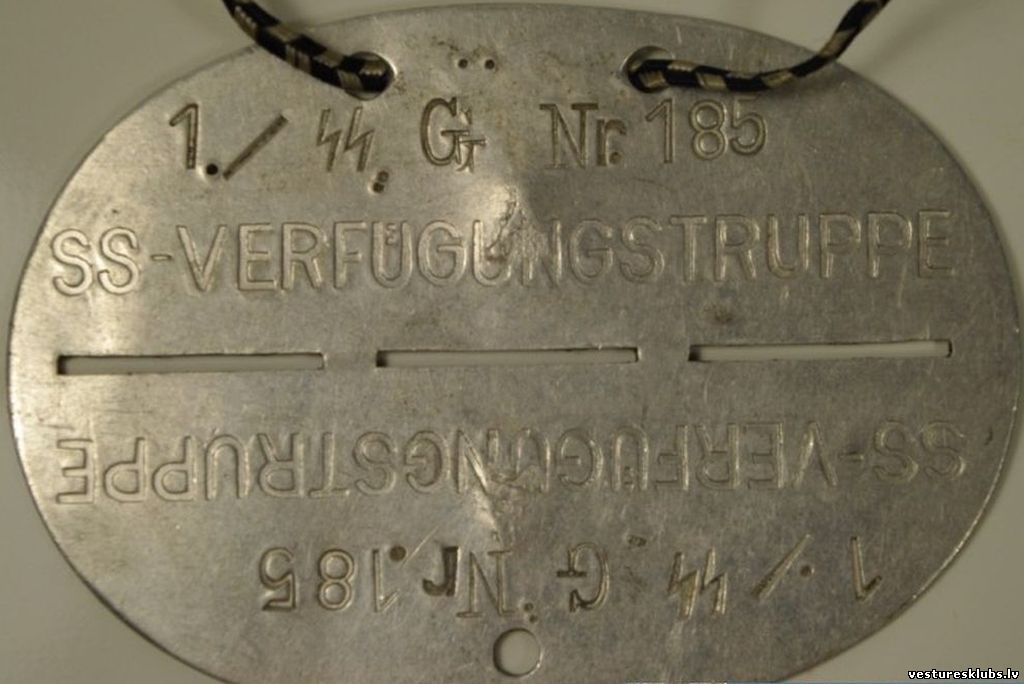 1./ ᛋᛋ. G Nr. 185
SS-VERFÜGUNGSTRUPPE
SS-VERFÜGUNGSTRUPPE
1./ ᛋᛋ G Nr. 185
vesturesklubs.lv